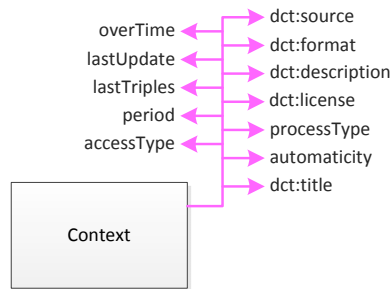 overTime
lastUpdate
lastTriples
period
accessType
dct:source
dct:format
dct:description
dct:license
processType
automaticity
dct:title
Context